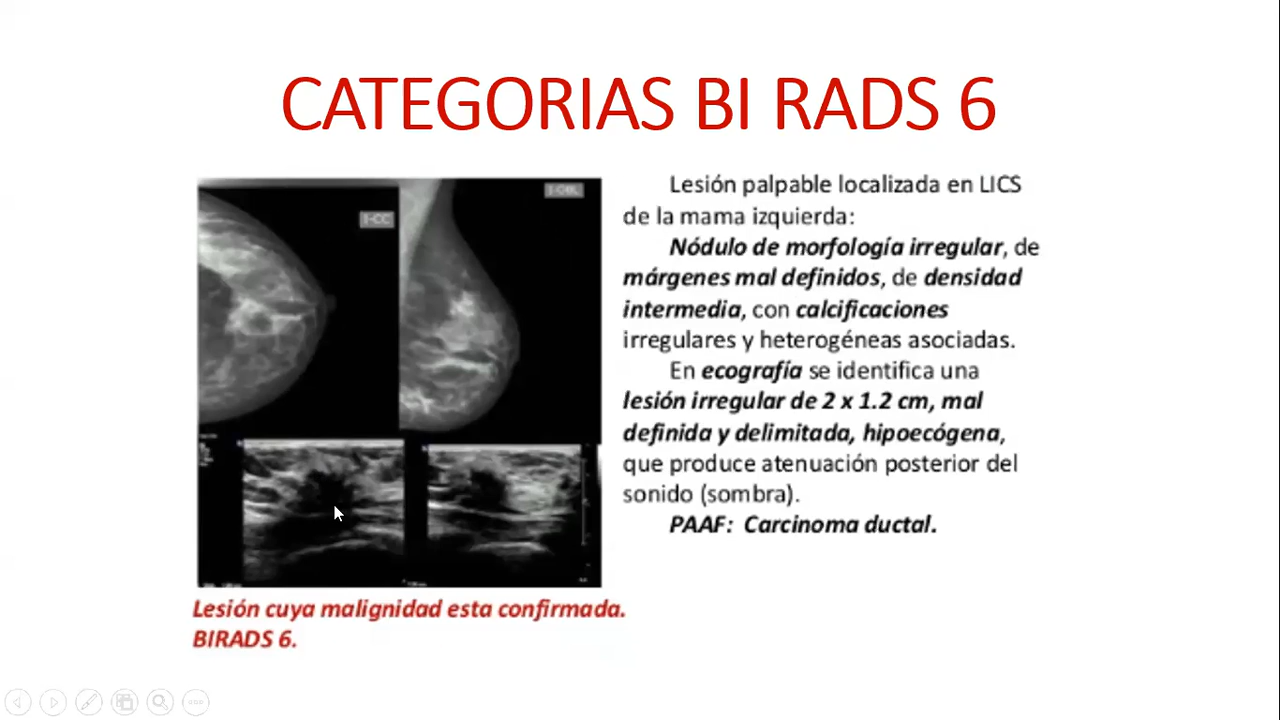 CATEGORIAS BI RADS 6
I-CC
I-OBL
Lesión palpable localizada en LICS
de la mama izquierda:
Nódulo de morfología irregular, de
márgenes mal definidos, de densidad
intermedia, con calcificaciones
irregulares y heterogéneas asociadas.
En ecografía se identifica una
lesión irregular de 2 x 1.2 cm, mal
definida y delimitada, hipoecógena,
que produce atenuación posterior del
sonido (sombra).
PAAF: Carcinoma ductal.
Lesión cuya malignidad esta confirmada.
BIRADS 6.